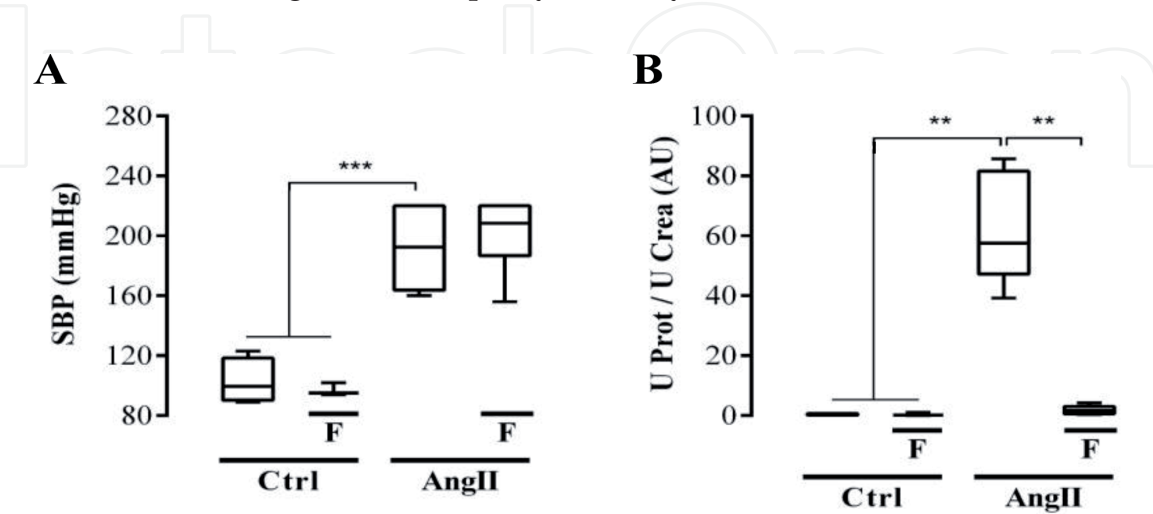 A
280
240
200
160
120
80
SBP (mmHg)
***
F
F
Ctrl
AngII
B
100
80
60
40
20
0
U Prot / U Crea (AU)
**
**
F
F
Ctrl
AngII